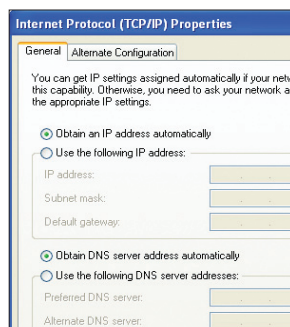 Internet Protocol (TCP/IP) Properties
General
Alternate Configuration
You can get IP settings assigned automatically if your
this capability. Otherwise, you need to ask your network
the appropriate IP settings.
Obtain an IP address automatically
Use the following IP address:
IP address:
Subnet mask:
Default gateway:
Obtain DNS server address automatically
Use the following DNS server addresses:
Preferred DNS server:
Alternate DNS server: